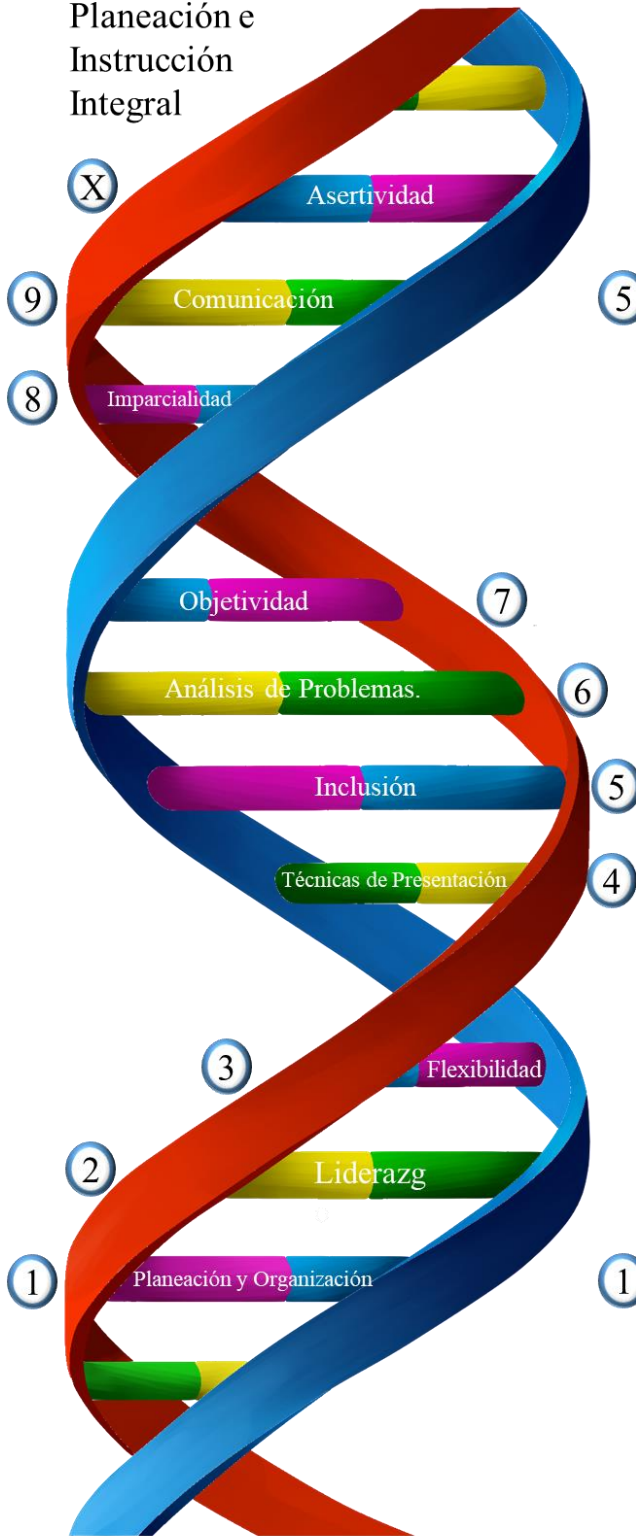 Planeación e
Instrucción
Integral
X
Asertividad
9
Comunicación
5
8
Imparcialidad
Objetividad
7
Análisis de Problemas.
6
Inclusión
5
Técnicas de Presentación
4
3
Flexibilidad
2
Liderazg
1
Planeación y Organización
1